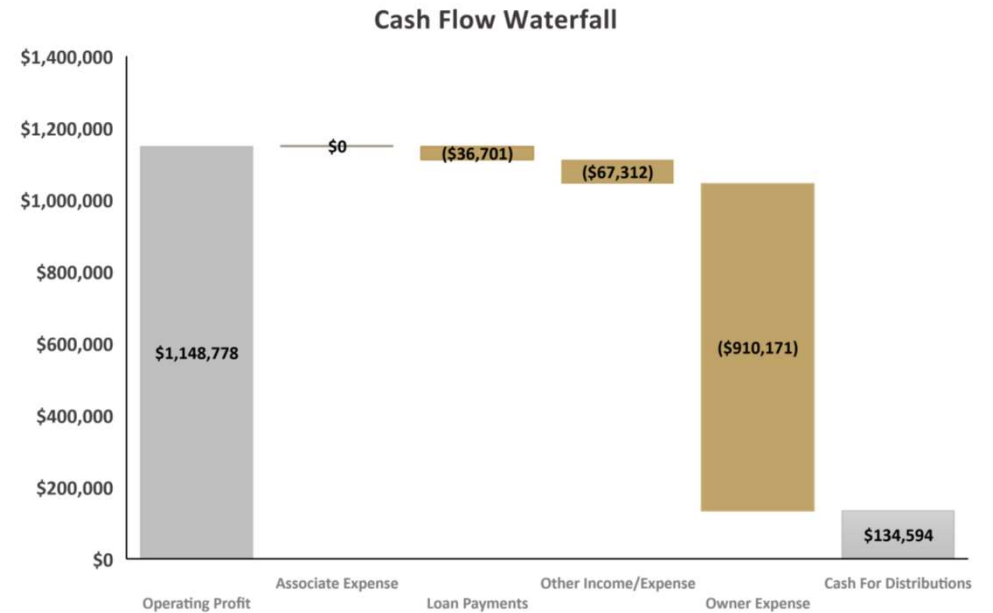 Cash Flow Waterfall
$1,400,000
$1,200,000
$1,000,000
$800,000
$600,000
$400,000
$200,000
$0
$1,148,778
$0
($36,701)
($67,312)
($910,171)
$134,594
Operating Profit
Associate Expense
Loan Payments
Other Income/Expense
Owner Expense
Cash For Distributions